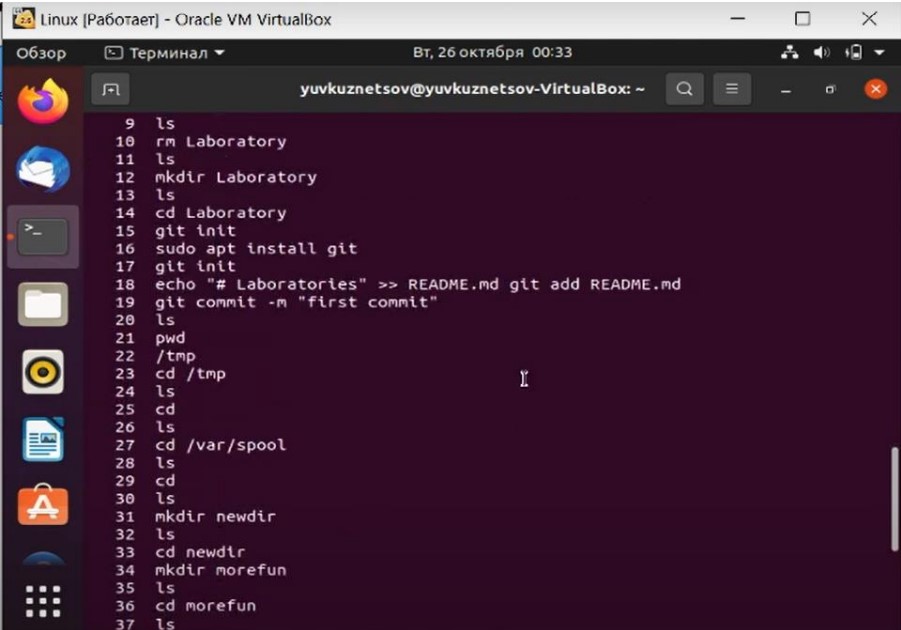 Linux [Работает] - Oracle VM VirtualBox
Обзор Терминал Вт, 26 октября 00:33
yuvkuznetsov@yuvkuznetsov-VirtualBox: ~
9 ls
10 rm Laboratory
11 ls
12 mkdir Laboratory
13 ls
14 cd Laboratory
15 git init
16 sudo apt install git
17 git init
18 echo "# Laboratories" >> README.md git add README.md
19 git commit -m "first commit"
20 ls
21 pwd
22 /tmp
23 cd /tmp
24 ls
25 cd
26 ls
27 cd /var/spool
28 ls
29 cd
30 ls
31 mkdir newdir
32 ls
33 cd newdir
34 mkdir morefun
35 ls
36 cd morefun
37 ls